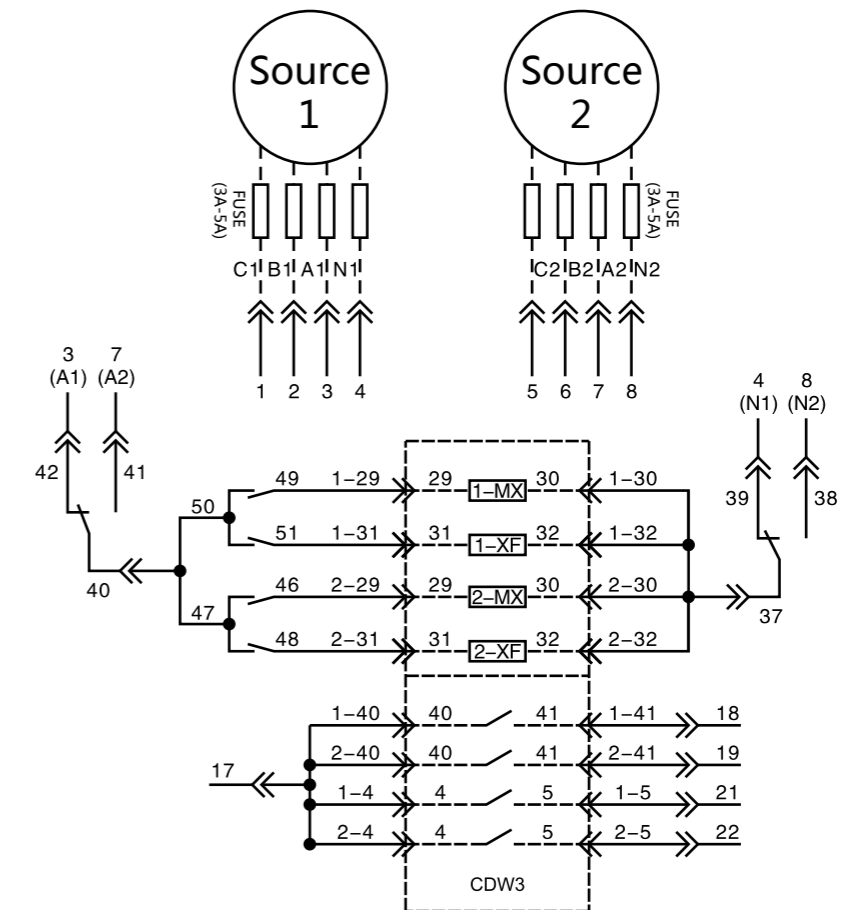 Source 1
Source 2
FUSE (3A-5A)
FUSE (3A-5A)
C1 B1 A1 N1
C2 B2 A2 N2
1 2 3 4
5 6 7 8
3 (A1)
7 (A2)
4 (N1)
8 (N2)
42 41
39 38
40
37
50
47
49 1-29 29 1-MX 30 1-30
51 1-31 31 1-XF 32 1-32
46 2-29 29 2-MX 30 2-30
48 2-31 31 2-XF 32 2-32
17
1-40 40 41 1-41 18
2-40 40 41 2-41 19
1-4 4 5 1-5 21
2-4 4 5 2-5 22
CDW3